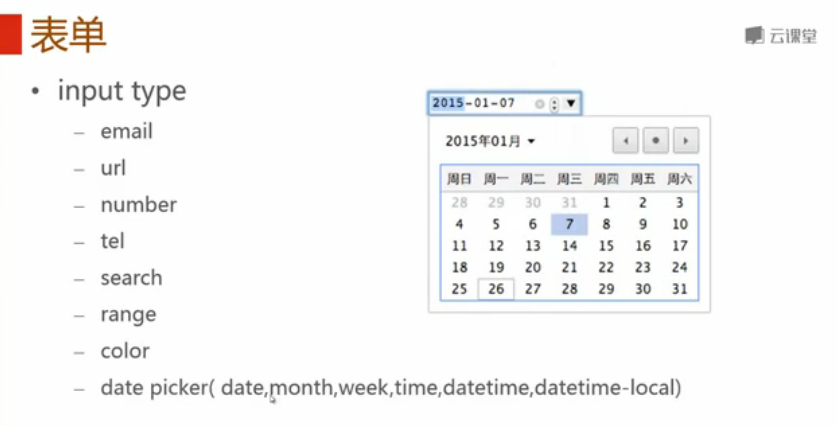 表单
云课堂
• input type
– email
– url
– number
– tel
– search
– range
– color
– date picker( date,month,week,time,datetime,datetime-local)
2015-01-07
2015年01月
周日 周一 周二 周三 周四 周五 周六
28 29 30 31 1 2 3
4 5 6 7 8 9 10
11 12 13 14 15 16 17
18 19 20 21 22 23 24
25 26 27 28 29 30 31